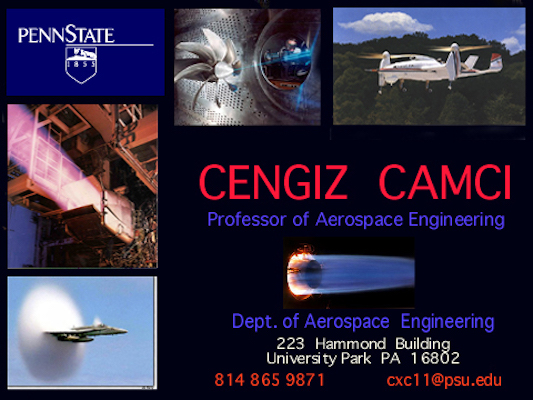 PENNSTATE
1855
CENGIZ CAMCI
Professor of Aerospace Engineering
Dept. of Aerospace Engineering
223 Hammond Building
University Park PA 16802
814 865 9871 cxc11@psu.edu